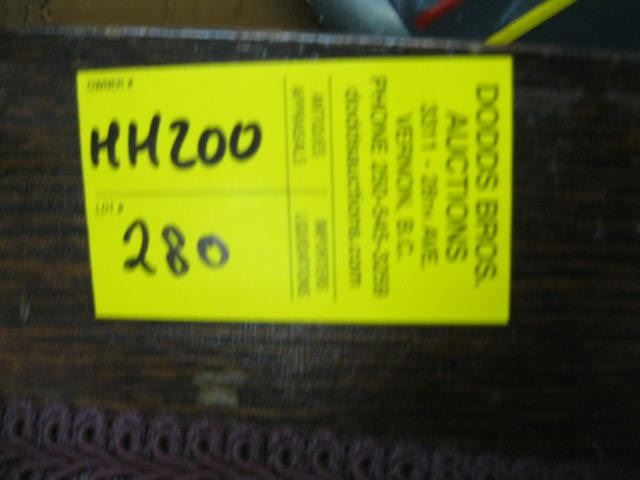 DODDS BROS.
AUCTIONS
3311 - 28TH AVE.
VERNON, B.C.
PHONE 250-545-3259
doddsauctions.com
ANTIQUES IMPORTERS
APPRAISALS LIQUIDATIONS
OWNER #
HH200
LOT #
280